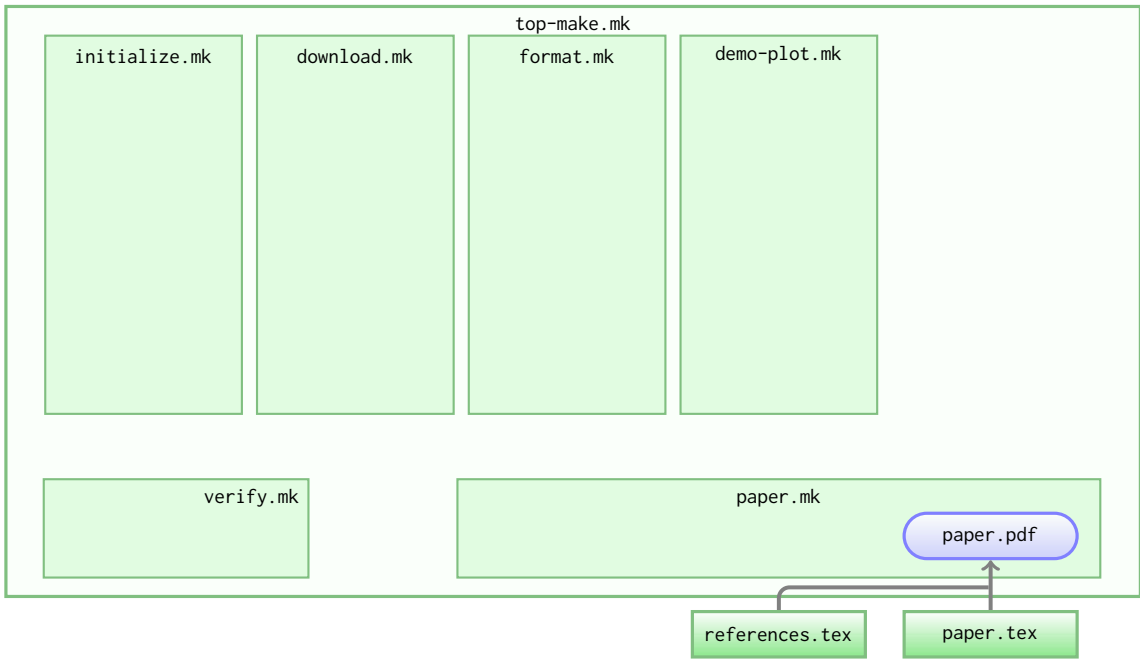 top-make.mk
initialize.mk
download.mk
format.mk
demo-plot.mk
verify.mk
paper.mk
paper.pdf
references.tex
paper.tex